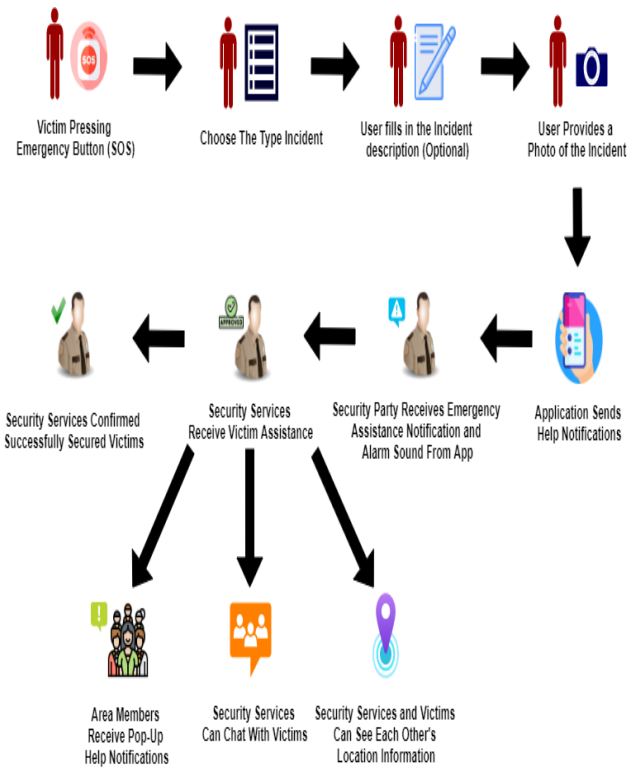 SOS
Victim Pressing
Emergency Button (SOS)
Choose The Type Incident
User fills in the Incident
description (Optional)
User Provides a
Photo of the Incident
APPROVED
Security Services Confirmed
Successfully Secured Victims
Security Services
Receive Victim Assistance
Security Party Receives Emergency
Assistance Notification and
Alarm Sound From App
Application Sends
Help Notifications
Area Members
Receive Pop-Up
Help Notifications
Security Services
Can Chat With Victims
Security Services and Victims
Can See Each Other's
Location Information